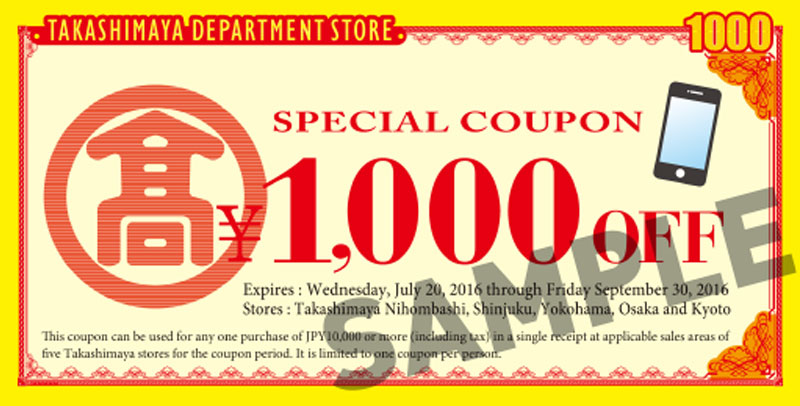 TAKASHIMAYA DEPARTMENT STORE
1000
SPECIAL COUPON
髙
¥1,000 OFF
SAMPLE
Expires : Wednesday, July 20, 2016 through Friday September 30, 2016
Stores : Takashimaya Nihombashi, Shinjuku, Yokohama, Osaka and Kyoto
This coupon can be used for any one purchase of JPY10,000 or more (including tax) in a single receipt at applicable sales areas of
five Takashimaya stores for the coupon period. It is limited to one coupon per person.